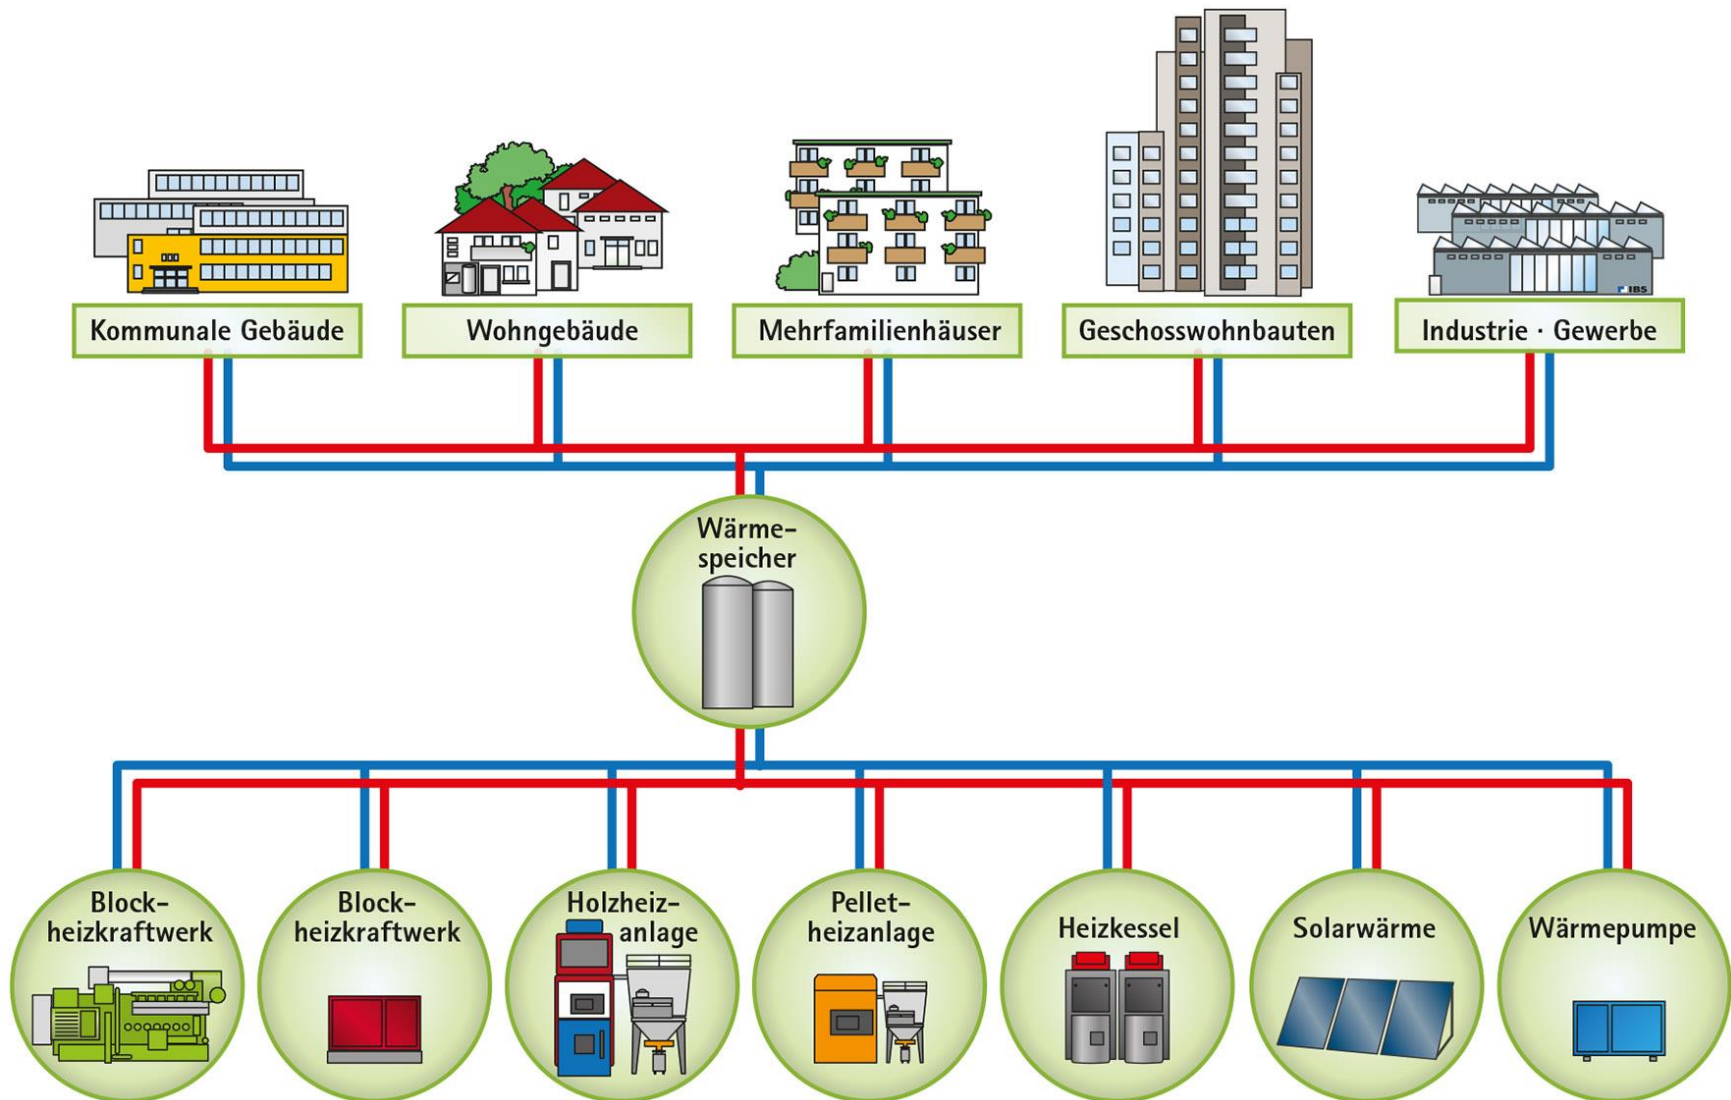 Kommunale Gebäude
Wohngebäude
Mehrfamilienhäuser
Geschosswohnbauten
IBS
Industrie · Gewerbe
Wärme-
speicher
Block-
heizkraftwerk
Block-
heizkraftwerk
Holzheiz-
anlage
Pellet-
heizanlage
Heizkessel
Solarwärme
Wärmepumpe